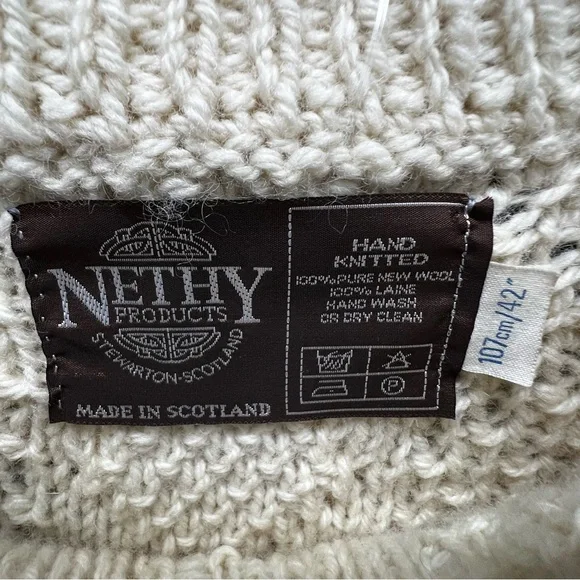 NETHY
PRODUCTS
STEWARTON-SCOTLAND
MADE IN SCOTLAND
HAND
KNITTED
100% PURE NEW WOOL
100% LAINE
HAND WASH
OR DRY CLEAN
P
107cm/42"